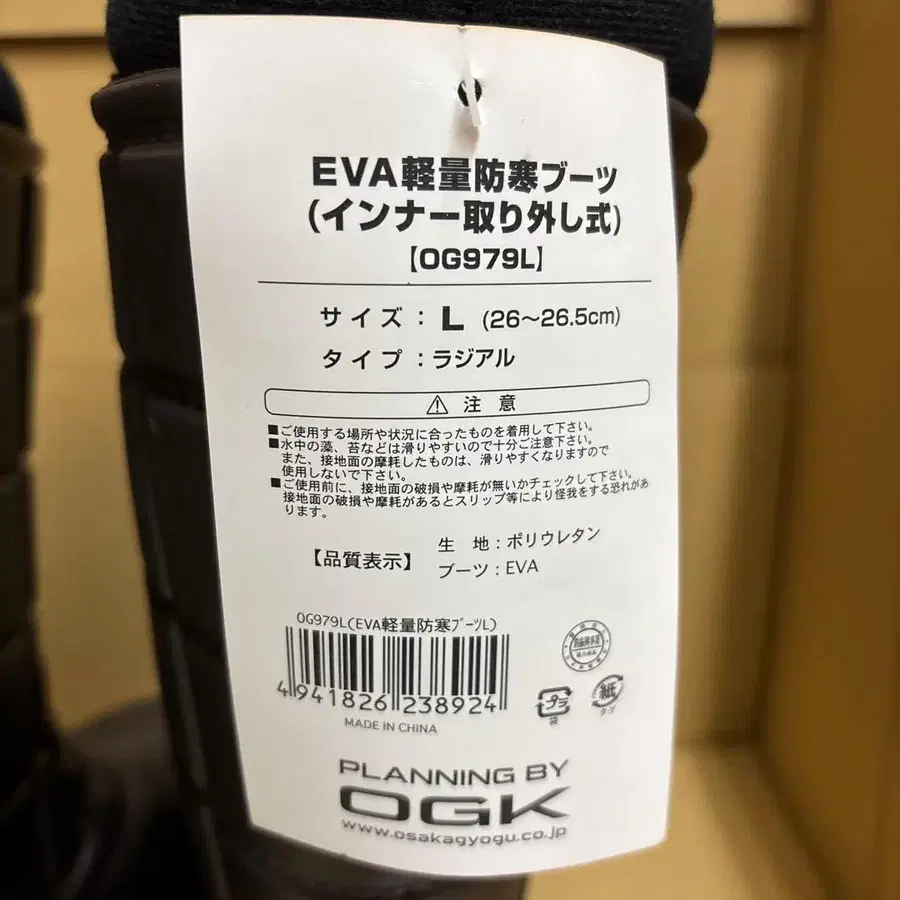 EVA軽量防寒ブーツ
(インナー取り外し式)
【OG979L】
サイズ：L (26〜26.5cm)
タイプ：ラジアル
⚠ 注意
■ご使用する場所や状況に合ったものを着用して下さい。
■水中の藻、苔などは滑りやすいので十分ご注意下さい。
また、接地面の摩耗したものは、滑りやすくなりますので
使用しないで下さい。
■ご使用前に、接地面の破損や摩耗が無いかチェックして下さい。
接地面の破損や摩耗があるとスリップ等により怪我をする恐れがあ
ります。
【品質表示】
生地：ポリウレタン
ブーツ：EVA
OG979L(EVA軽量防寒ﾌﾞｰﾂL)
4 941826 238924
MADE IN CHINA
プラ
袋
紙
タグ
PLANNING BY
OGK
www.osakagyogu.co.jp